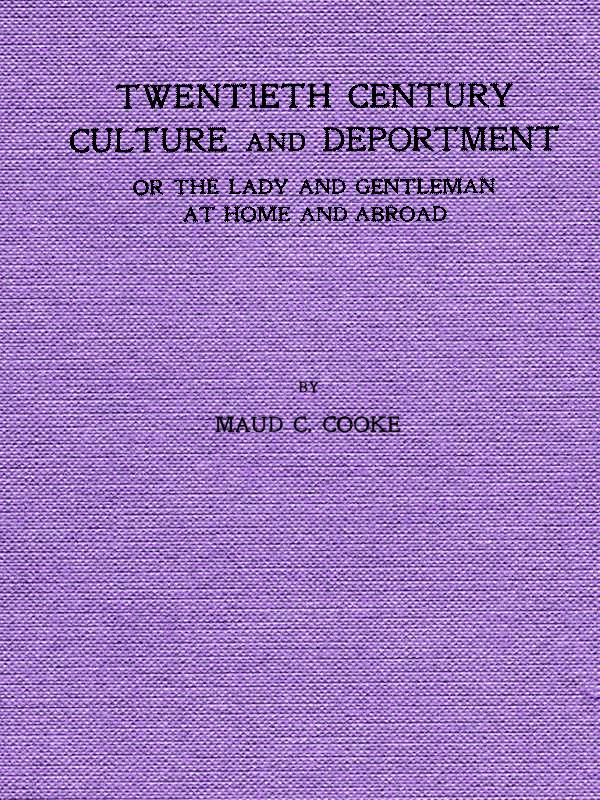 TWENTIETH CENTURY
CULTURE AND DEPORTMENT
OR THE LADY AND GENTLEMAN
AT HOME AND ABROAD
BY
MAUD C. COOKE